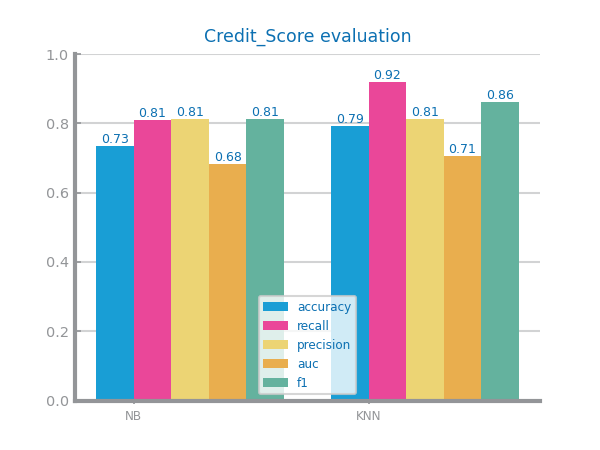 Credit_Score evaluation
1.0
0.8
0.6
0.4
0.2
0.0
0.73
0.81
0.81
0.68
0.81
0.79
0.92
0.81
0.71
0.86
accuracy
recall
precision
auc
f1
NB
KNN